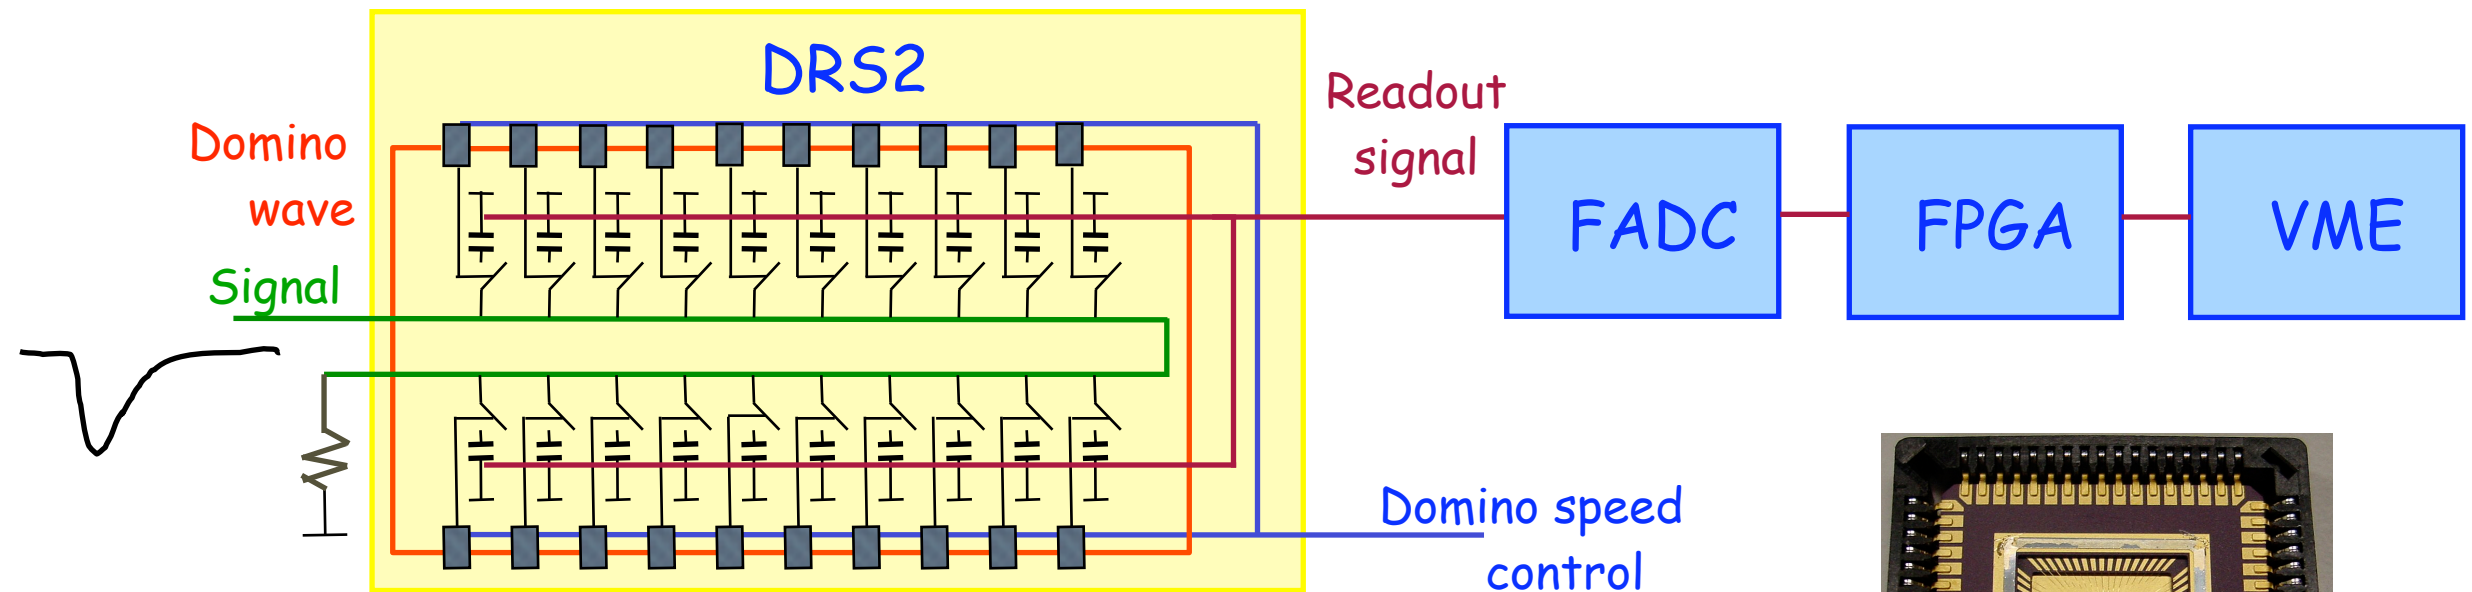 DRS2
Domino
wave
Signal
Readout
signal
FADC
FPGA
VME
Domino speed
control